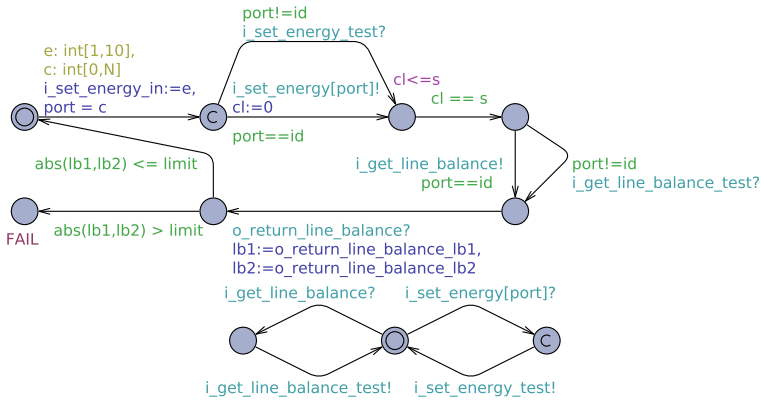 port!=id
i_set_energy_test?
e: int[1,10],
c: int[0,N]
i_set_energy_in:=e,
port = c
C
i_set_energy[port]!
cl:=0
port==id
cl<=s
cl == s
abs(lb1,lb2) <= limit
i_get_line_balance!
port==id
port!=id
i_get_line_balance_test?
FAIL
abs(lb1,lb2) > limit
o_return_line_balance?
lb1:=o_return_line_balance_lb1,
lb2:=o_return_line_balance_lb2
i_get_line_balance?
i_set_energy[port]?
C
i_get_line_balance_test!
i_set_energy_test!